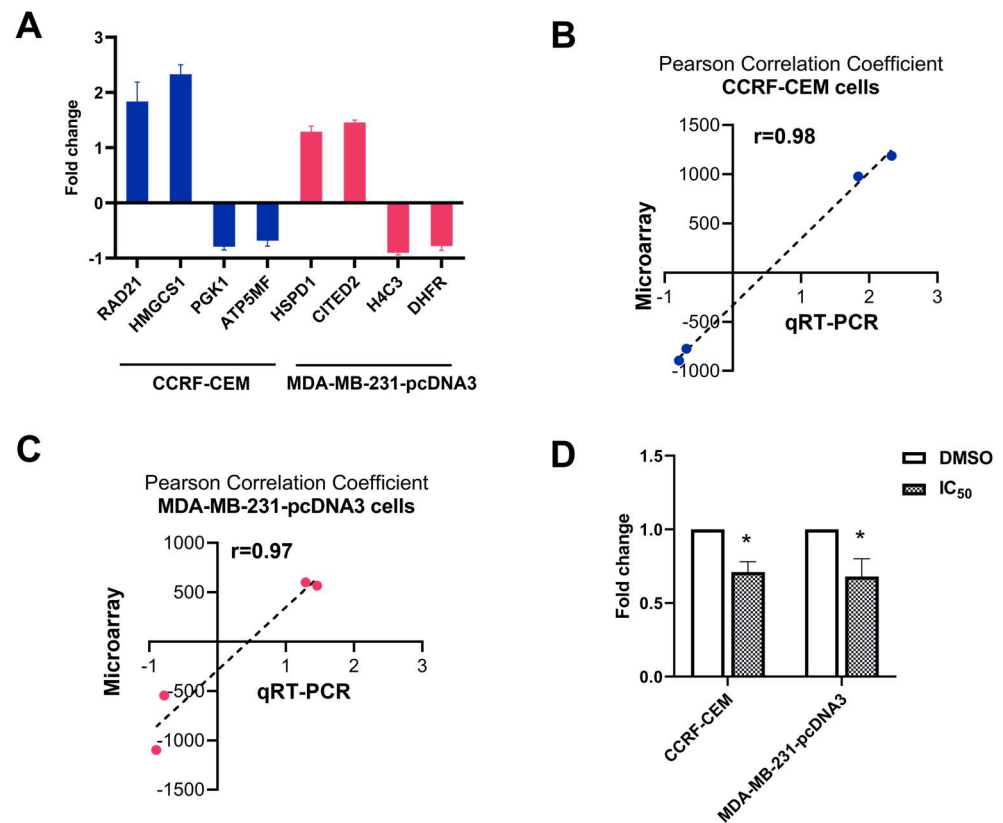 A
3
2
1
0
-1
Fold change
RAD21
HMGCS1
PGK1
ATP5MF
HSPD1
CITED2
H4C3
DHFR
CCRF-CEM
MDA-MB-231-pcDNA3
B
Pearson Correlation Coefficient
CCRF-CEM cells
r=0.98
1500
1000
500
-500
-1000
-1
1
2
3
Microarray
qRT-PCR
C
Pearson Correlation Coefficient
MDA-MB-231-pcDNA3 cells
r=0.97
1000
500
-500
-1000
-1500
-1
1
2
3
Microarray
qRT-PCR
D
1.5
1.0
0.5
0.0
Fold change
* *
DMSO
IC50
CCRF-CEM
MDA-MB-231-pcDNA3